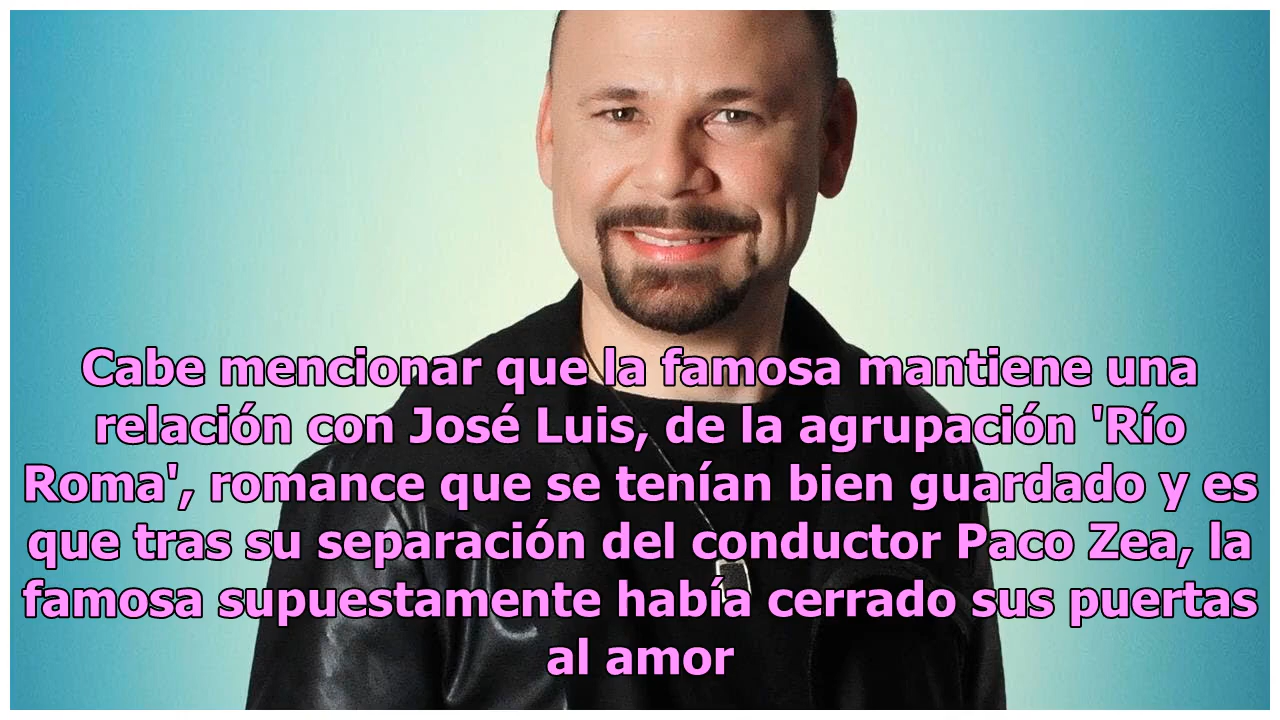 Cabe mencionar que la famosa mantiene una
relación con José Luis, de la agrupación 'Río
Roma', romance que se tenían bien guardado y es
que tras su separación del conductor Paco Zea, la
famosa supuestamente había cerrado sus puertas
al amor